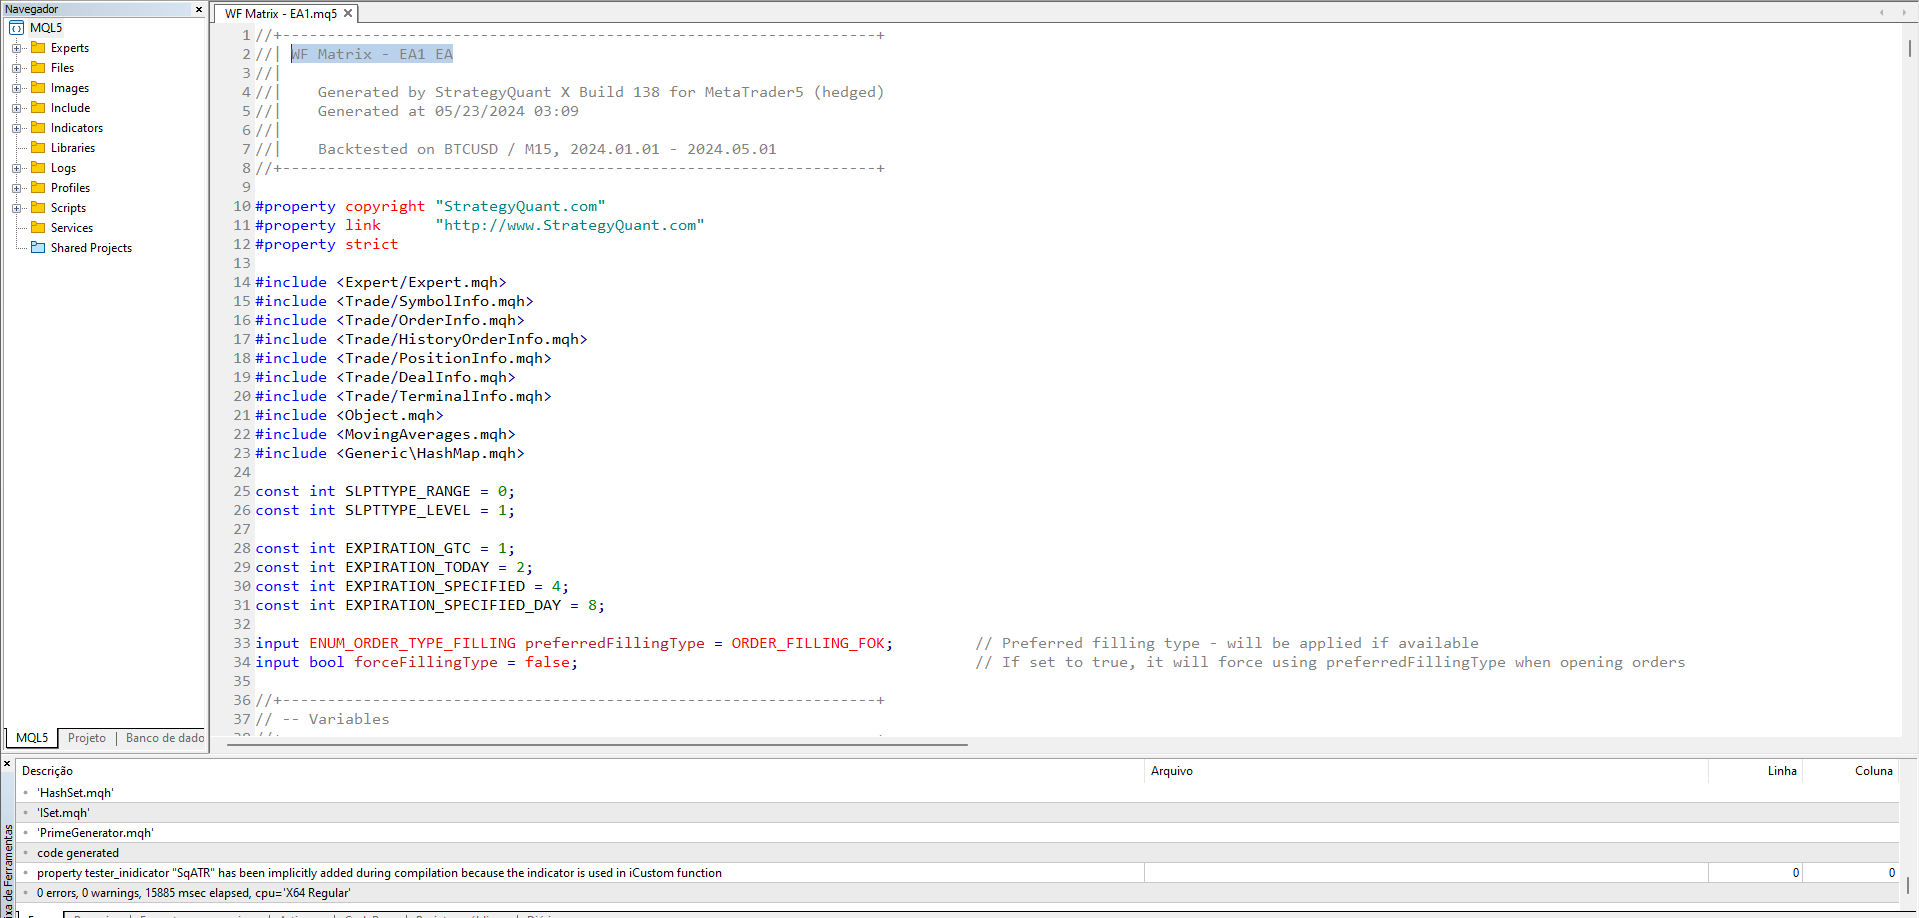 Navegador
MQL5
Experts
Files
Images
Include
Indicators
Libraries
Logs
Profiles
Scripts
Services
Shared Projects
MQL5 Projeto Banco de dado
WF Matrix - EA1.mq5
1 //+------------------------------------------------------------------+
2 //| WF Matrix - EA1 EA
3 //|
4 //|    Generated by StrategyQuant X Build 138 for MetaTrader5 (hedged)
5 //|    Generated at 05/23/2024 03:09
6 //|
7 //|    Backtested on BTCUSD / M15, 2024.01.01 - 2024.05.01
8 //+------------------------------------------------------------------+
9
10 #property copyright "StrategyQuant.com"
11 #property link      "http://www.StrategyQuant.com"
12 #property strict
13
14 #include <Expert/Expert.mqh>
15 #include <Trade/SymbolInfo.mqh>
16 #include <Trade/OrderInfo.mqh>
17 #include <Trade/HistoryOrderInfo.mqh>
18 #include <Trade/PositionInfo.mqh>
19 #include <Trade/DealInfo.mqh>
20 #include <Trade/TerminalInfo.mqh>
21 #include <Object.mqh>
22 #include <MovingAverages.mqh>
23 #include <Generic\HashMap.mqh>
24
25 const int SLPTTYPE_RANGE = 0;
26 const int SLPTTYPE_LEVEL = 1;
27
28 const int EXPIRATION_GTC = 1;
29 const int EXPIRATION_TODAY = 2;
30 const int EXPIRATION_SPECIFIED = 4;
31 const int EXPIRATION_SPECIFIED_DAY = 8;
32
33 input ENUM_ORDER_TYPE_FILLING preferredFillingType = ORDER_FILLING_FOK;         // Preferred filling type - will be applied if available
34 input bool forceFillingType = false;                                            // If set to true, it will force using preferredFillingType when opening orders
35
36 //+------------------------------------------------------------------+
37 // -- Variables
Descrição Arquivo Linha Coluna
'HashSet.mqh'
'ISet.mqh'
'PrimeGenerator.mqh'
code generated
property tester_inidicator "SqATR" has been implicitly added during compilation because the indicator is used in iCustom function 0 0
0 errors, 0 warnings, 15885 msec elapsed, cpu='X64 Regular'
ixa de Ferramentas